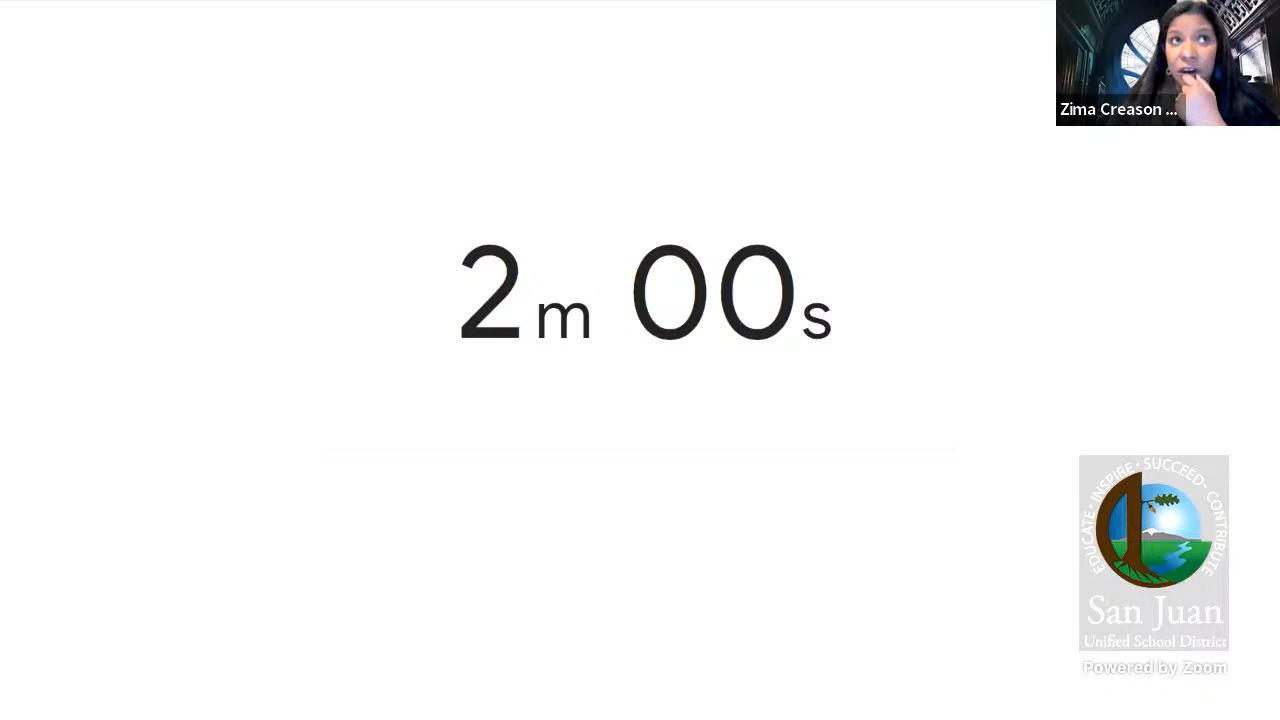 Zima Creason ...
2m 00s
EDUCATE • INSPIRE • SUCCEED • CONTRIBUTE
San Juan
Unified School District
Powered by Zoom